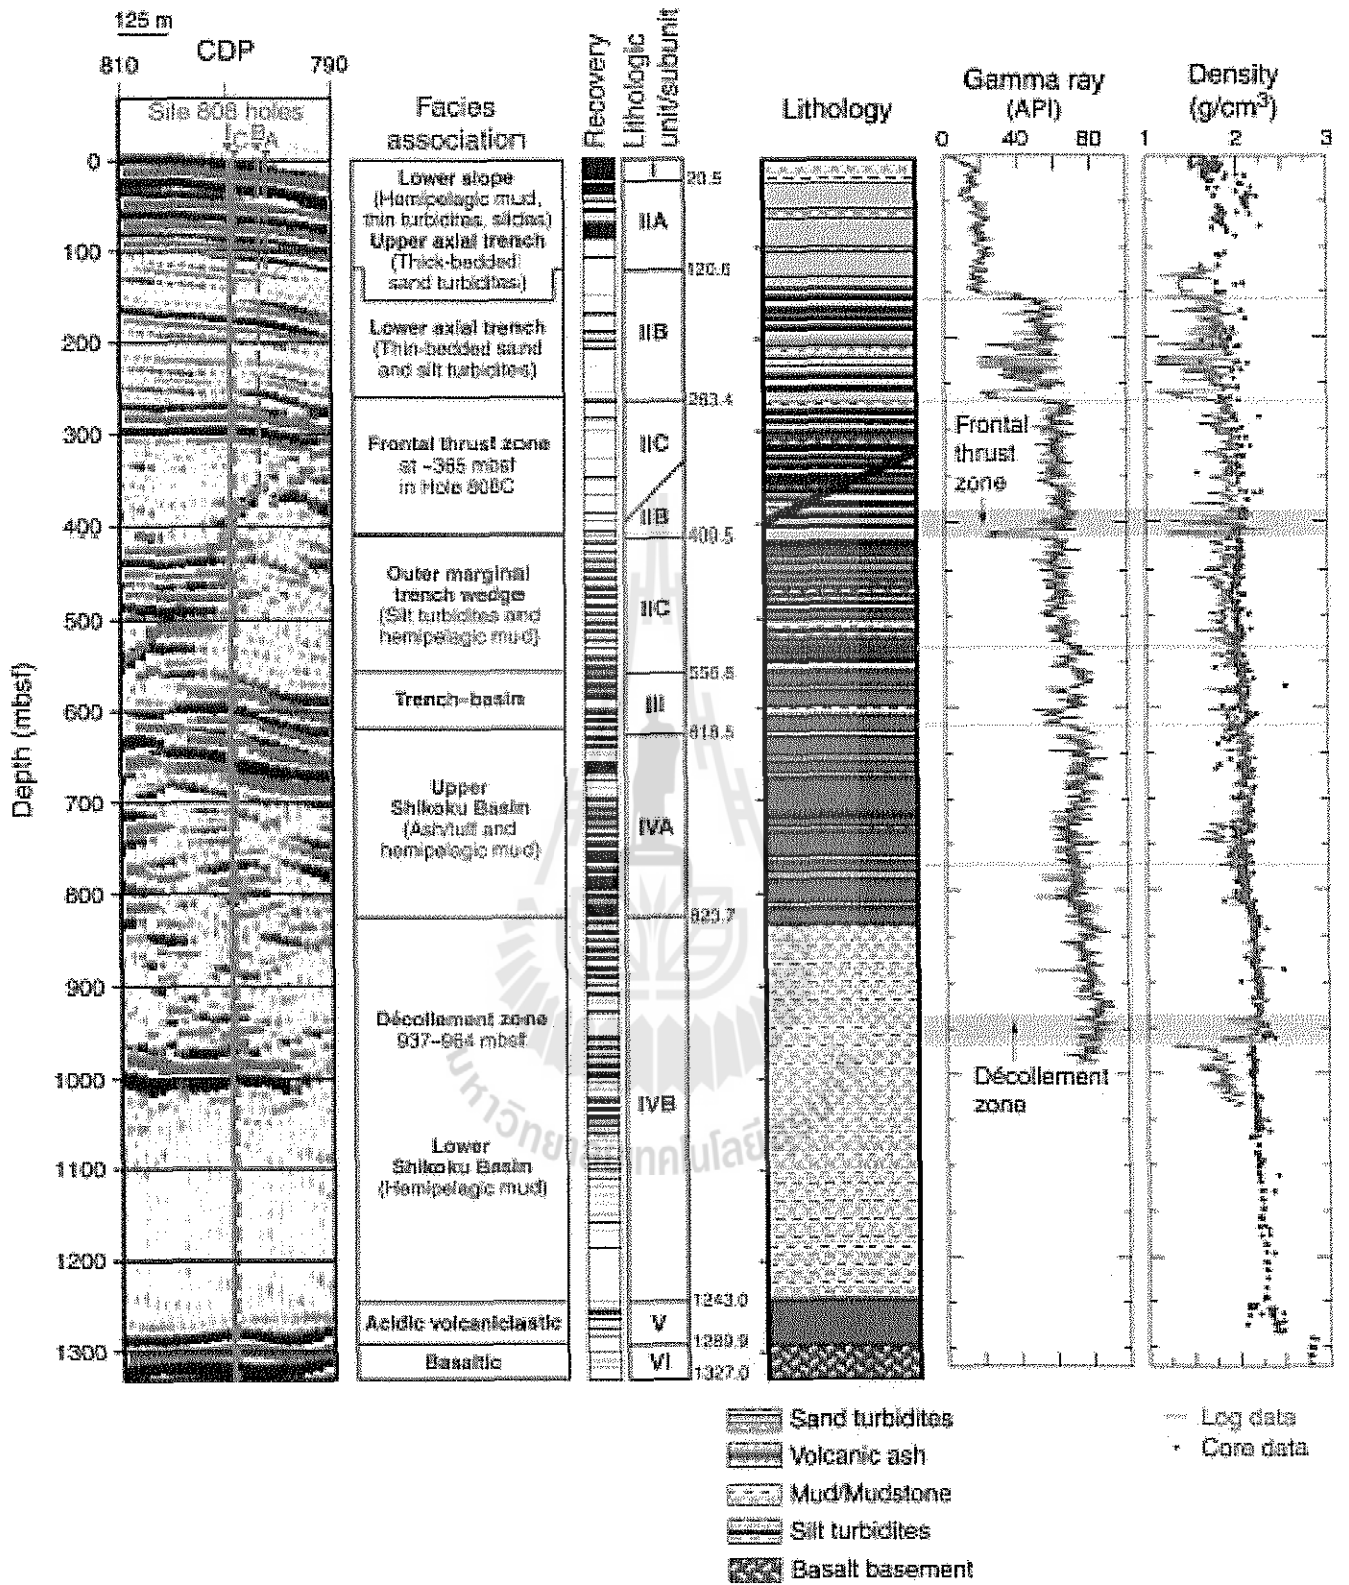 125 m
CDP
810
790
Site 808 holes
I C B A
Facies
association
Recovery
Lithologic
unit/subunit
Lithology
Gamma ray
(API)
0
40
80
Density
(g/cm³)
1
2
3
Depth (mbsf)
0
100
200
300
400
500
600
700
800
900
1000
1100
1200
1300
Lower slope
(Hemipelagic mud,
thin turbidites, slides)
Upper axial trench
(Thick-bedded
sand turbidites)
Lower axial trench
(Thin-bedded sand
and silt turbidites)
Frontal thrust zone
at ~365 mbsf
in Hole 808C
Outer marginal
trench wedge
(Silt turbidites and
hemipelagic mud)
Trench-basin
Upper
Shikoku Basin
(Ash/tuff and
hemipelagic mud)
Décollement zone
937–964 mbsf
Lower
Shikoku Basin
(Hemipelagic mud)
Acidic volcaniclastic
Basaltic
I
IIA
IIB
IIC
IIB
IIC
III
IVA
IVB
V
VI
20.5
120.6
263.4
409.5
556.8
618.5
823.7
1243.0
1289.9
1327.0
Frontal
thrust
zone
Décollement
zone
Sand turbidites
Volcanic ash
Mud/Mudstone
Silt turbidites
Basalt basement
Log data
Core data